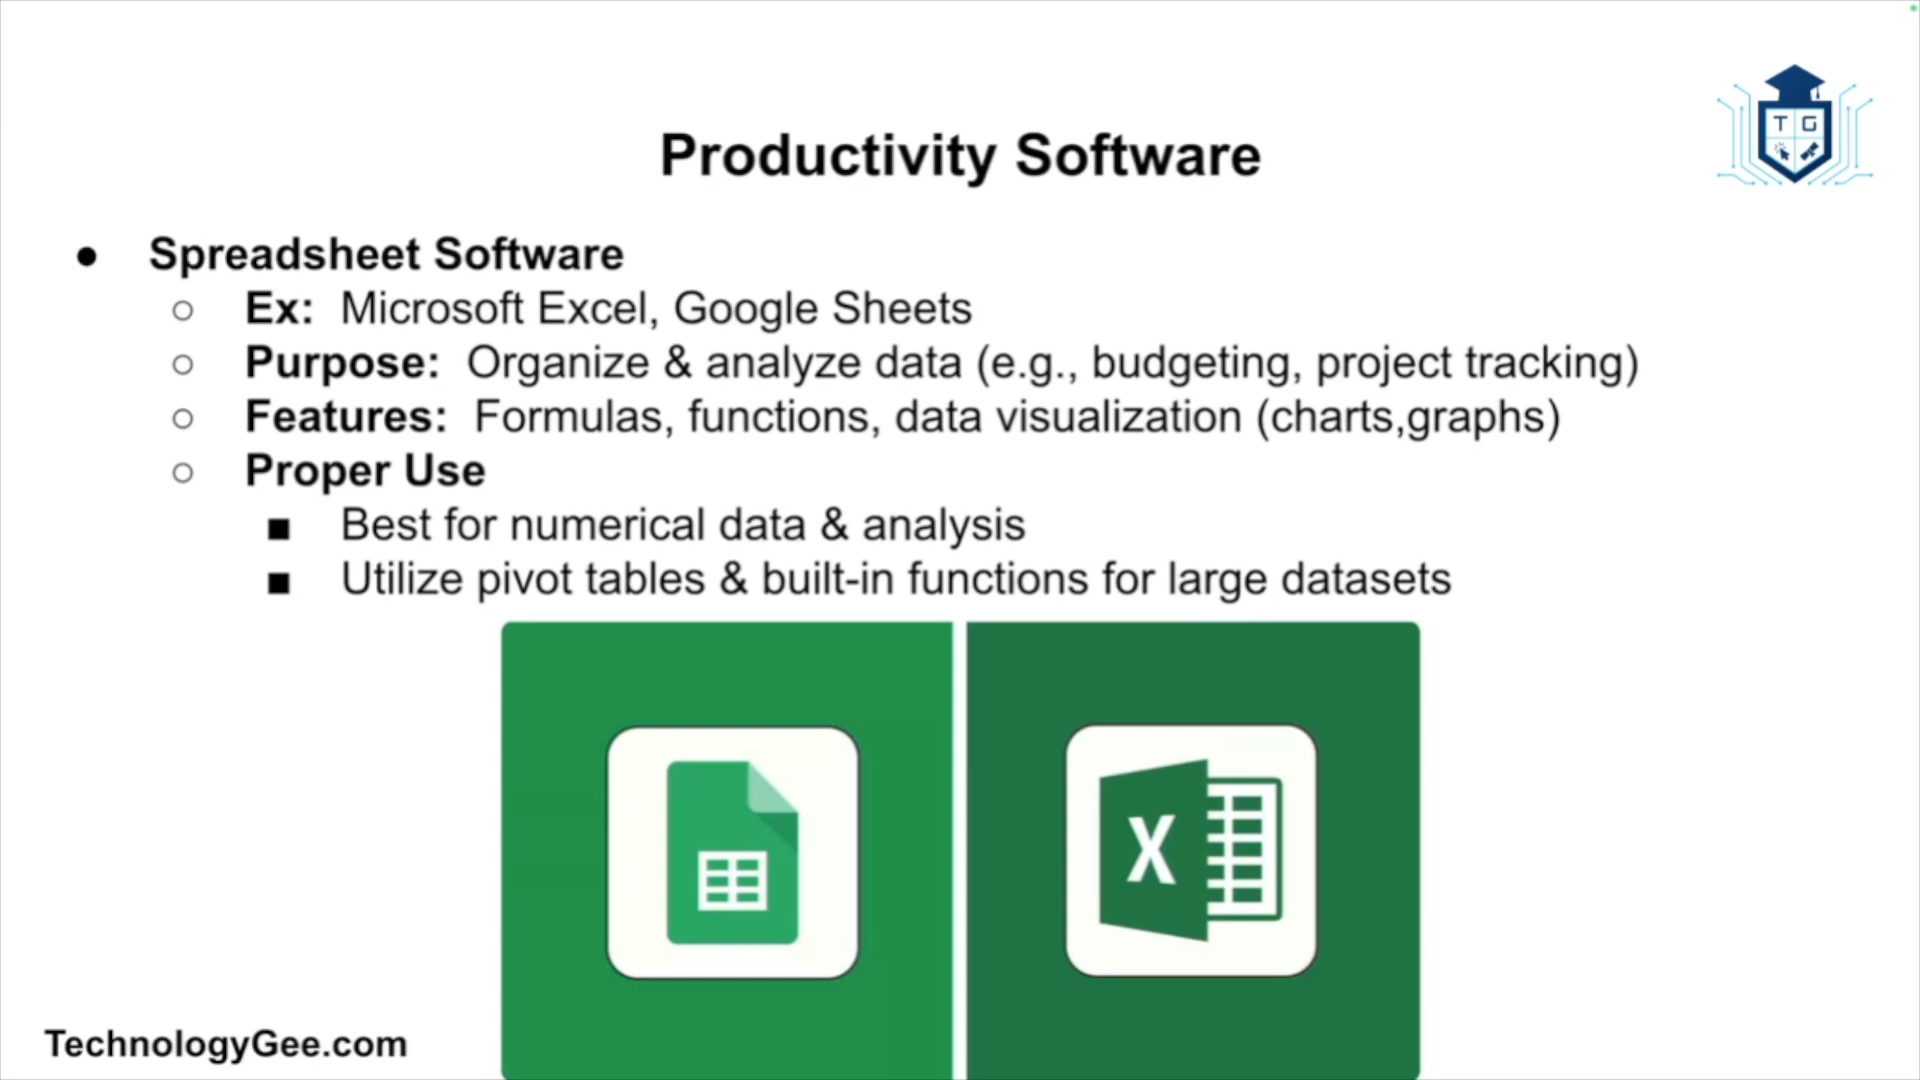 T G
Productivity Software
● Spreadsheet Software
○ Ex: Microsoft Excel, Google Sheets
○ Purpose: Organize & analyze data (e.g., budgeting, project tracking)
○ Features: Formulas, functions, data visualization (charts,graphs)
○ Proper Use
■ Best for numerical data & analysis
■ Utilize pivot tables & built-in functions for large datasets
X
TechnologyGee.com